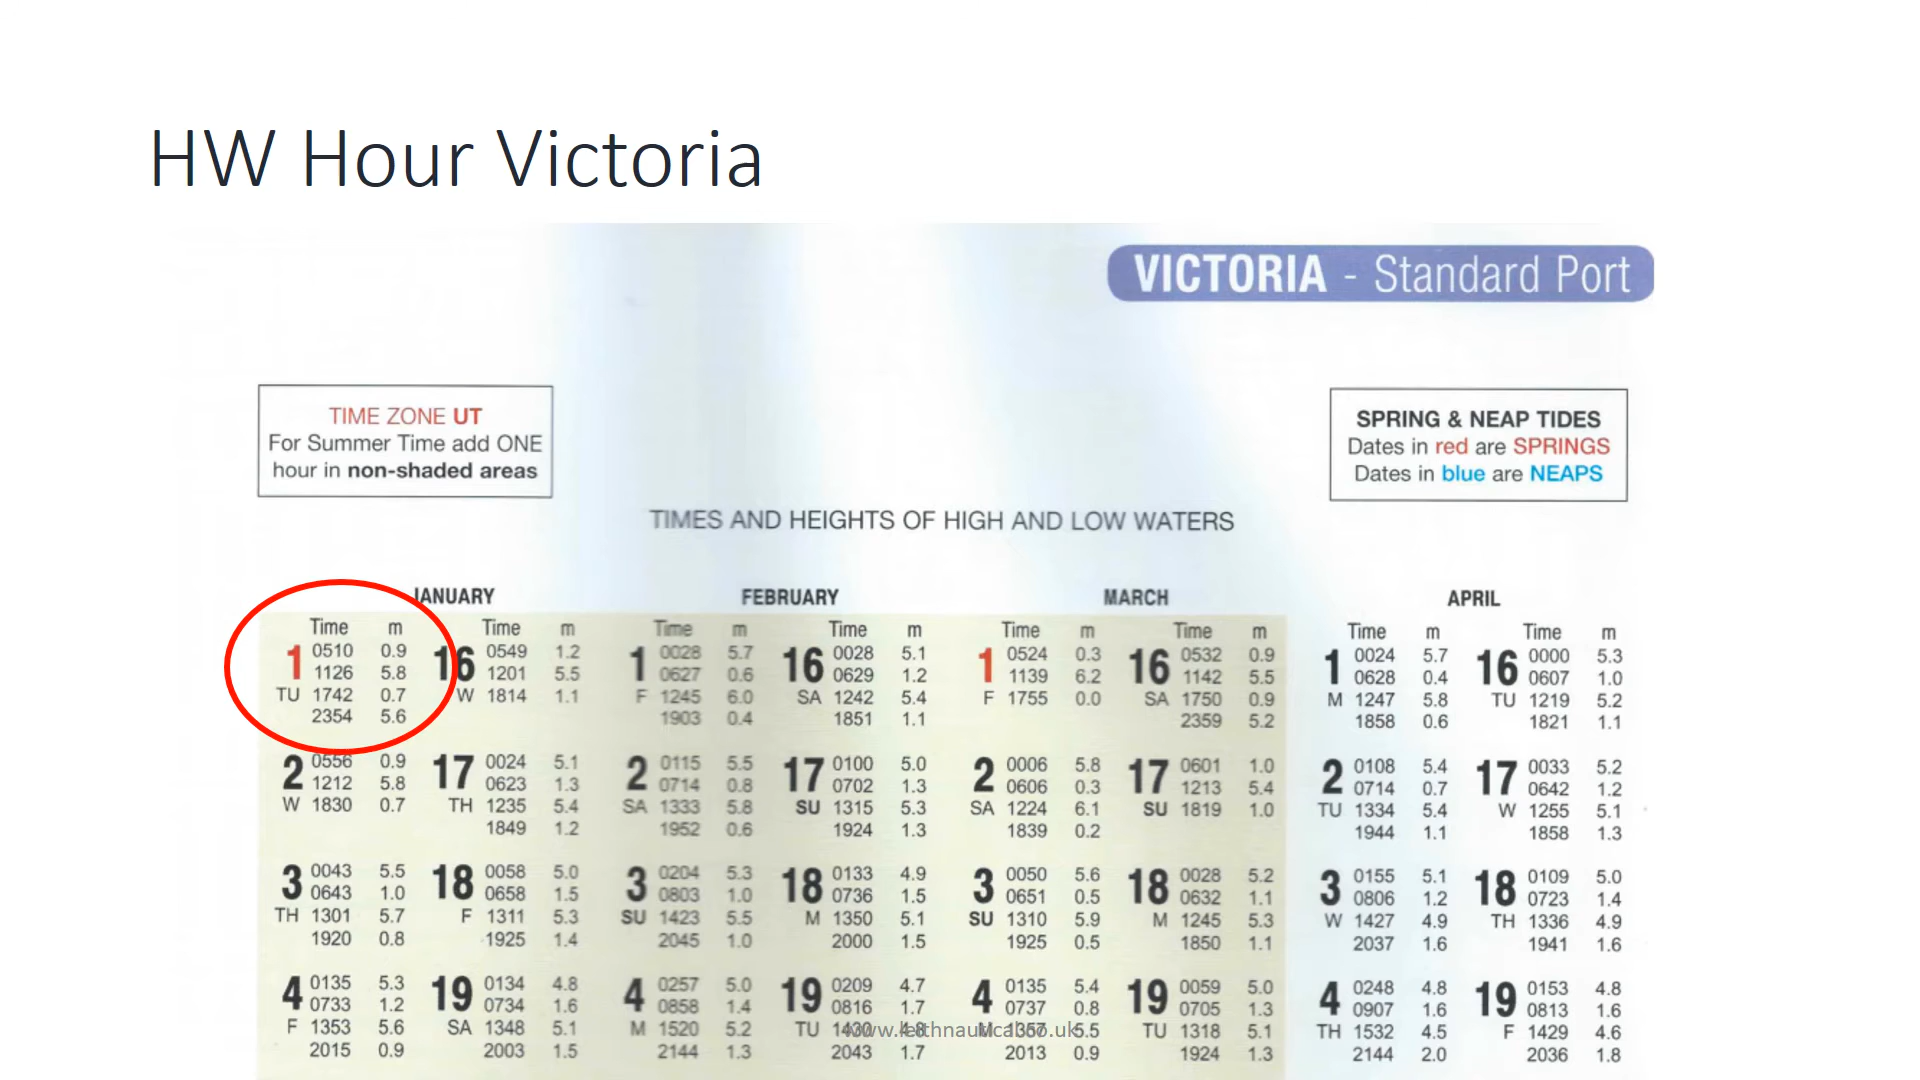 HW Hour Victoria
VICTORIA - Standard Port
TIME ZONE UT
For Summer Time add ONE
hour in non-shaded areas
SPRING & NEAP TIDES
Dates in red are SPRINGS
Dates in blue are NEAPS
TIMES AND HEIGHTS OF HIGH AND LOW WATERS
JANUARY FEBRUARY MARCH APRIL
Time m Time m Time m Time m Time m Time m Time m Time m
1 0510 0.9
1126 5.8
TU 1742 0.7
2354 5.6
16 0549 1.2
1201 5.5
W 1814 1.1
1 0028 5.7
0627 0.6
F 1245 6.0
1903 0.4
16 0028 5.1
0629 1.2
SA 1242 5.4
1851 1.1
1 0524 0.3
1139 6.2
F 1755 0.0
16 0532 0.9
1142 5.5
SA 1750 0.9
2359 5.2
1 0024 5.7
0628 0.4
M 1247 5.8
1858 0.6
16 0000 5.3
0607 1.0
TU 1219 5.2
1821 1.1
2 0556 0.9
1212 5.8
W 1830 0.7
17 0024 5.1
0623 1.3
TH 1235 5.4
1849 1.2
2 0115 5.5
0714 0.8
SA 1333 5.8
1952 0.6
17 0100 5.0
0702 1.3
SU 1315 5.3
1924 1.3
2 0006 5.8
0606 0.3
SA 1224 6.1
1839 0.2
17 0601 1.0
1213 5.4
SU 1819 1.0
2 0108 5.4
0714 0.7
TU 1334 5.4
1944 1.1
17 0033 5.2
0642 1.2
W 1255 5.1
1858 1.3
3 0043 5.5
0643 1.0
TH 1301 5.7
1920 0.8
18 0058 5.0
0658 1.5
F 1311 5.3
1925 1.4
3 0204 5.3
0803 1.0
SU 1423 5.5
2045 1.0
18 0133 4.9
0736 1.5
M 1350 5.1
2000 1.5
3 0050 5.6
0651 0.5
SU 1310 5.9
1925 0.5
18 0028 5.2
0632 1.1
M 1245 5.3
1850 1.1
3 0155 5.1
0806 1.2
W 1427 4.9
2037 1.6
18 0109 5.0
0723 1.4
TH 1336 4.9
1941 1.6
4 0135 5.3
0733 1.2
F 1353 5.6
2015 0.9
19 0134 4.8
0734 1.6
SA 1348 5.1
2003 1.5
4 0257 5.0
0858 1.4
M 1520 5.2
2144 1.3
19 0209 4.7
0816 1.7
TU 1430 4.8
2043 1.7
4 0135 5.4
0737 0.8
M 1357 5.5
2013 0.9
19 0059 5.0
0705 1.3
TU 1318 5.1
1924 1.3
4 0248 4.8
0907 1.6
TH 1532 4.5
2144 2.0
19 0153 4.8
0813 1.6
F 1429 4.6
2036 1.8
www.leithnautical.co.uk